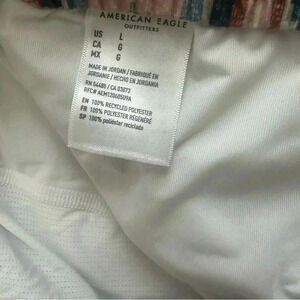 AMERICAN EAGLE
OUTFITTERS
US L
CA G
MX G
MADE IN JORDAN / FABRIQUÉ EN
JORDANIE / HECHO EN JORDANIA
RN 54485 / CA 03073
EN 100% RECYCLED POLYESTER
FR 100% POLYESTER RÉGÉNÉRÉ
SP 100% poliéster reciclado